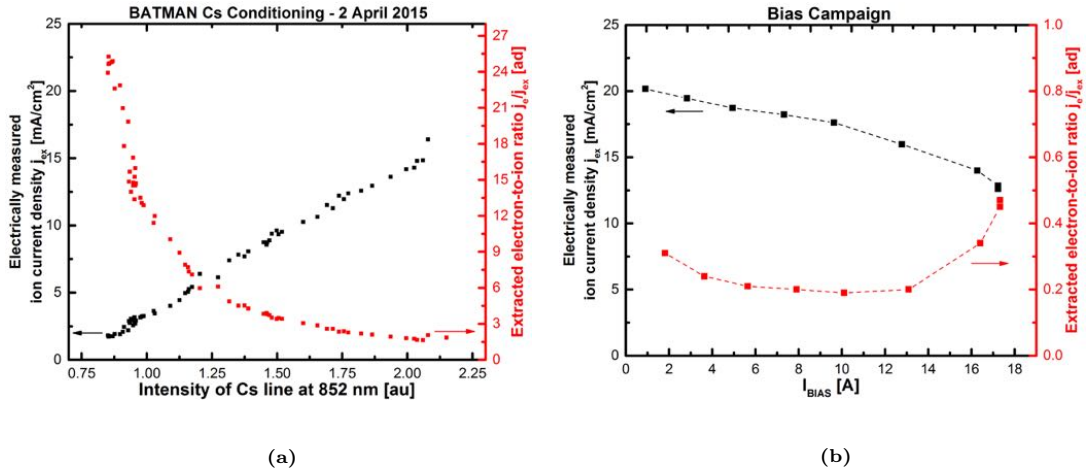 BATMAN Cs Conditioning - 2 April 2015
Electrically measured
ion current density j_ex [mA/cm²]
25
20
15
10
5
0
0.75 1.00 1.25 1.50 1.75 2.00 2.25
Intensity of Cs line at 852 nm [au]
27
24
21
18
15
12
9
6
3
0
Extracted electron-to-ion ratio j_e/j_ex [ad]
(a)
Bias Campaign
Electrically measured
ion current density j_ex [mA/cm²]
25
20
15
10
5
0
0 2 4 6 8 10 12 14 16 18
I_BIAS [A]
1.0
0.8
0.6
0.4
0.2
0.0
Extracted electron-to-ion ratio j_e/j_ex [ad]
(b)